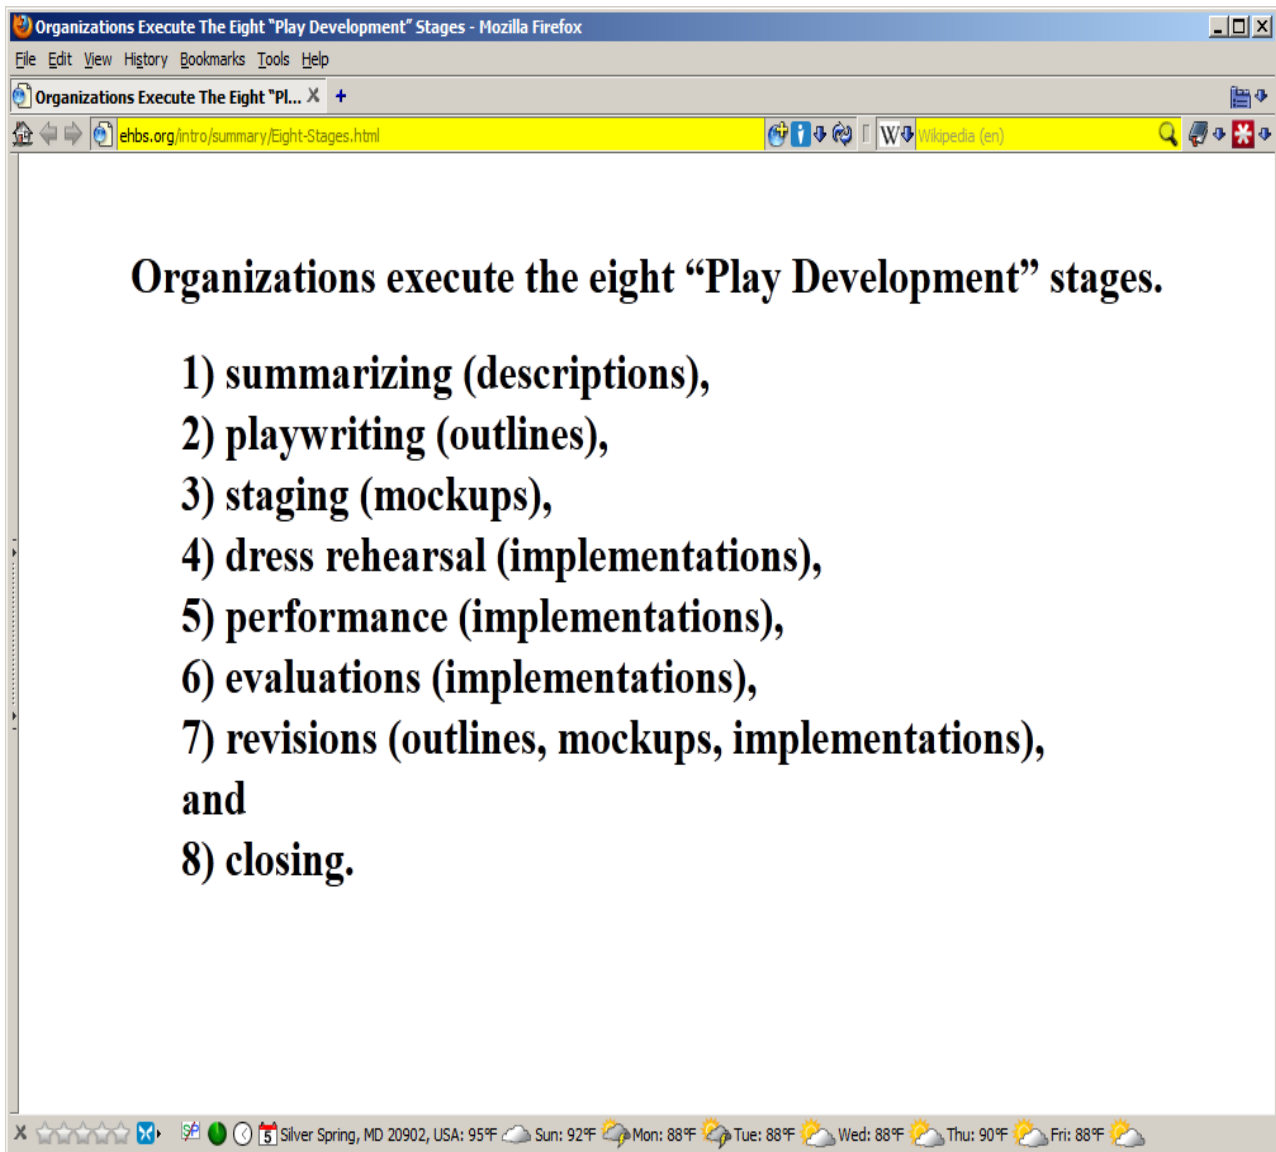 Organizations Execute The Eight "Play Development" Stages - Mozilla Firefox
File Edit View History Bookmarks Tools Help
Organizations Execute The Eight "Pl... X +
ehbs.org/intro/summary/Eight-Stages.html W Wikipedia (en)
Organizations execute the eight “Play Development” stages.
1) summarizing (descriptions),
2) playwriting (outlines),
3) staging (mockups),
4) dress rehearsal (implementations),
5) performance (implementations),
6) evaluations (implementations),
7) revisions (outlines, mockups, implementations),
and
8) closing.
X SP 5 Silver Spring, MD 20902, USA: 95°F Sun: 92°F Mon: 88°F Tue: 88°F Wed: 88°F Thu: 90°F Fri: 88°F